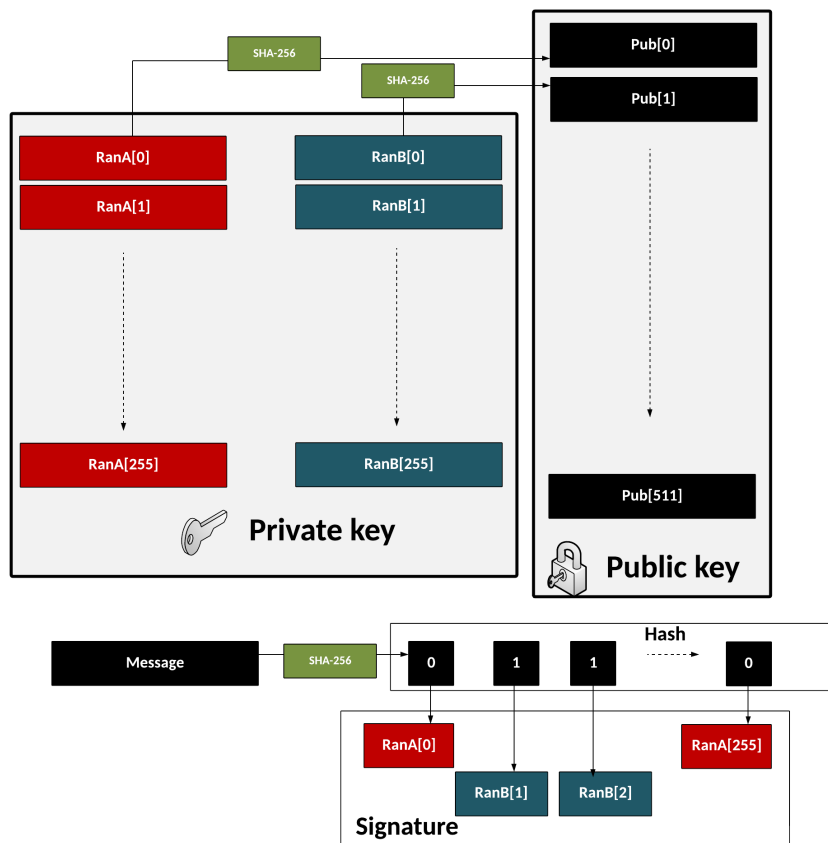 SHA-256
Pub[0]
SHA-256
Pub[1]
RanA[0]
RanB[0]
RanA[1]
RanB[1]
RanA[255]
RanB[255]
Pub[511]
Private key
Public key
Hash
Message
SHA-256
0
1
1
0
RanA[0]
RanA[255]
RanB[1]
RanB[2]
Signature